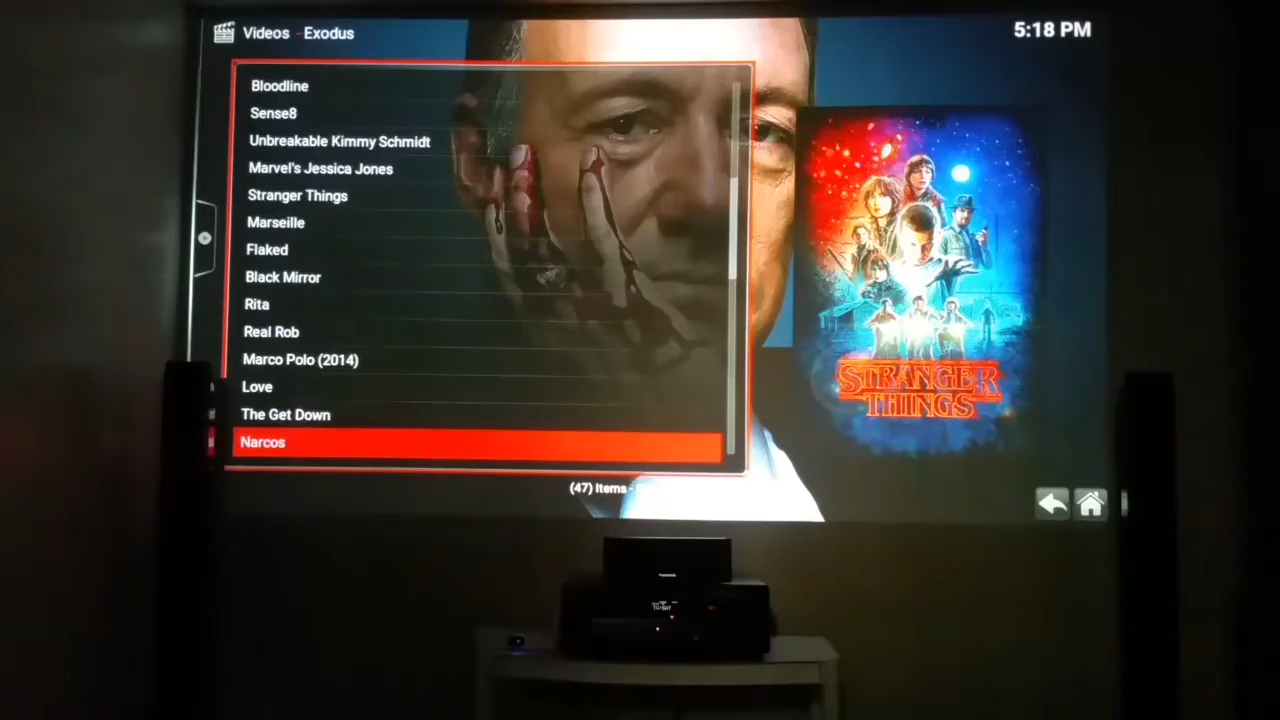 Videos - Exodus
5:18 PM
Bloodline
Sense8
Unbreakable Kimmy Schmidt
Marvel's Jessica Jones
Stranger Things
Marseille
Flaked
Black Mirror
Rita
Real Rob
Marco Polo (2014)
Love
The Get Down
Narcos
(47) Items -
STRANGER
THINGS